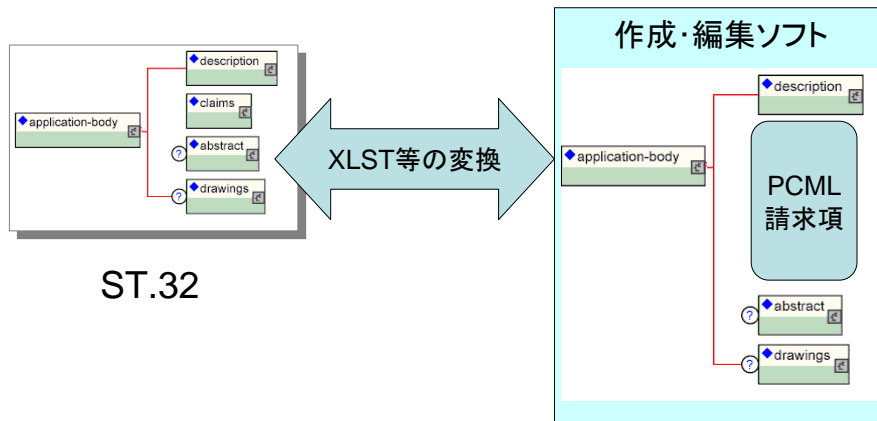 description
claims
application-body
? abstract
? drawings
ST.32
XLST等の変換
作成・編集ソフト
description
application-body
PCML
請求項
? abstract
? drawings